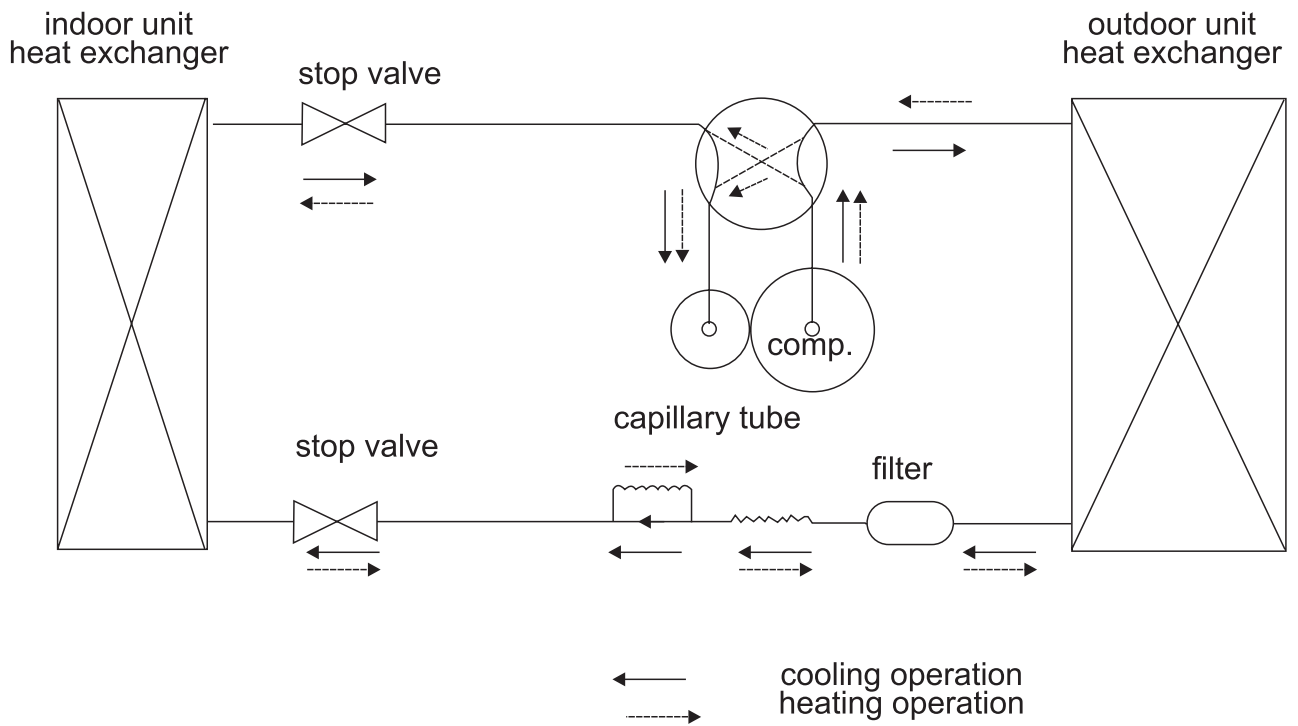 indoor unit
heat exchanger
outdoor unit
heat exchanger
stop valve
comp.
capillary tube
stop valve
filter
cooling operation
heating operation